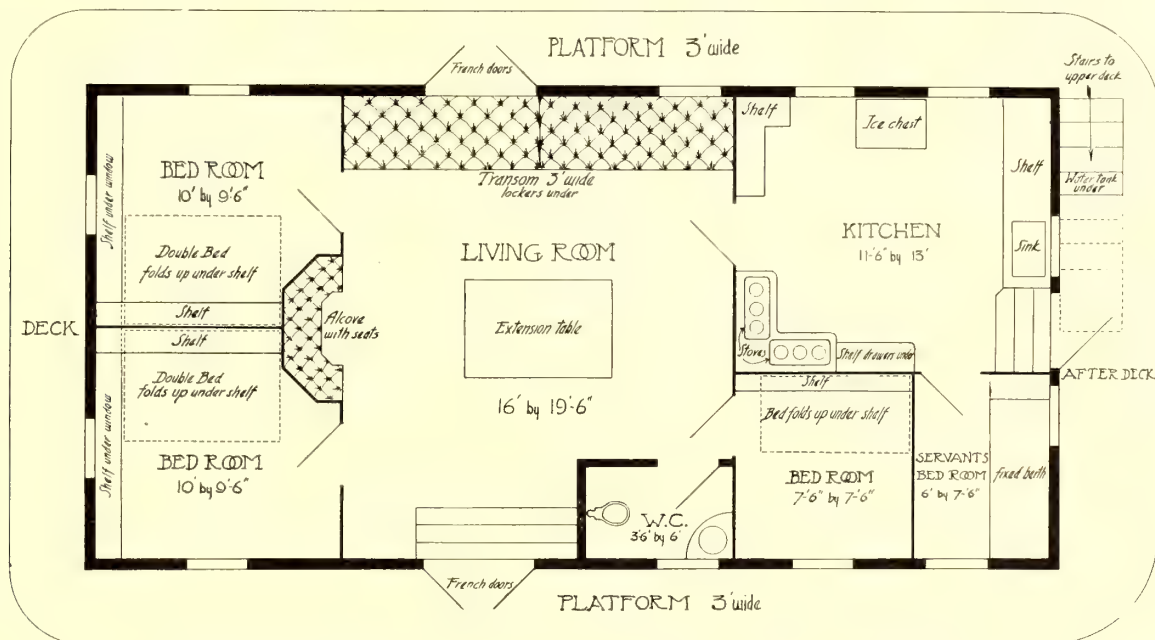 PLATFORM 3' wide
French doors
Stairs to
upper deck
Shelf
Ice chest
Shelf under window
BED ROOM
10' by 9'-6"
Transom 3' wide
lockers under
Shelf
Water tank
under
Double Bed
folds up under shelf
LIVING ROOM
KITCHEN
11'-6" by 13'
Sink
DECK
Shelf
Shelf
Alcove
with seats
Extension table
Stoves
Shelf drawers under
AFTER DECK
Double Bed
folds up under shelf
16' by 19'-6"
Shelf
Bed folds up under shelf
Shelf under window
BED ROOM
10' by 9'-6"
BED ROOM
7'-6" by 7'-6"
SERVANTS
BED ROOM
6' by 7'-6"
fixed berth
W.C.
3'6" by 6'
French doors
PLATFORM 3' wide